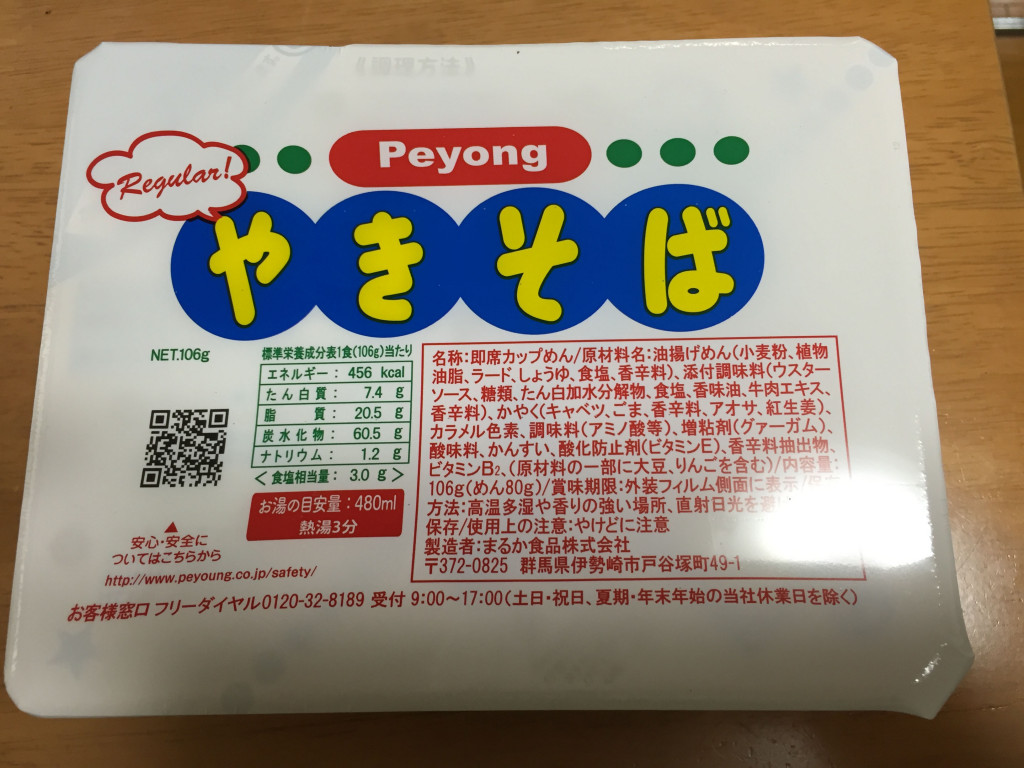 《調理方法》
Peyong
Regular!
やきそば
NET.106g
標準栄養成分表1食(106g)当たり
エネルギー: 456 kcal
たん白質: 7.4 g
脂質: 20.5 g
炭水化物: 60.5 g
ナトリウム: 1.2 g
<食塩相当量: 3.0 g>
お湯の目安量:480ml
熱湯3分
▲
安心・安全に
ついてはこちらから
http://www.peyoung.co.jp/safety/
名称:即席カップめん/原材料名:油揚げめん(小麦粉、植物
油脂、ラード、しょうゆ、食塩、香辛料)、添付調味料(ウスター
ソース、糖類、たん白加水分解物、食塩、香味油、牛肉エキス、
香辛料)、かやく(キャベツ、ごま、香辛料、アオサ、紅生姜)、
カラメル色素、調味料(アミノ酸等)、増粘剤(グァーガム)、
酸味料、かんすい、酸化防止剤(ビタミンE)、香辛料抽出物、
ビタミンB2、(原材料の一部に大豆、りんごを含む)/内容量:
106g(めん80g)/賞味期限:外装フィルム側面に表示/保存
方法:高温多湿や香りの強い場所、直射日光を避
保存/使用上の注意:やけどに注意
製造者:まるか食品株式会社
〒372-0825 群馬県伊勢崎市戸谷塚町49-1
お客様窓口 フリーダイヤル0120-32-8189 受付 9:00～17:00(土日・祝日、夏期・年末年始の当社休業日を除く)